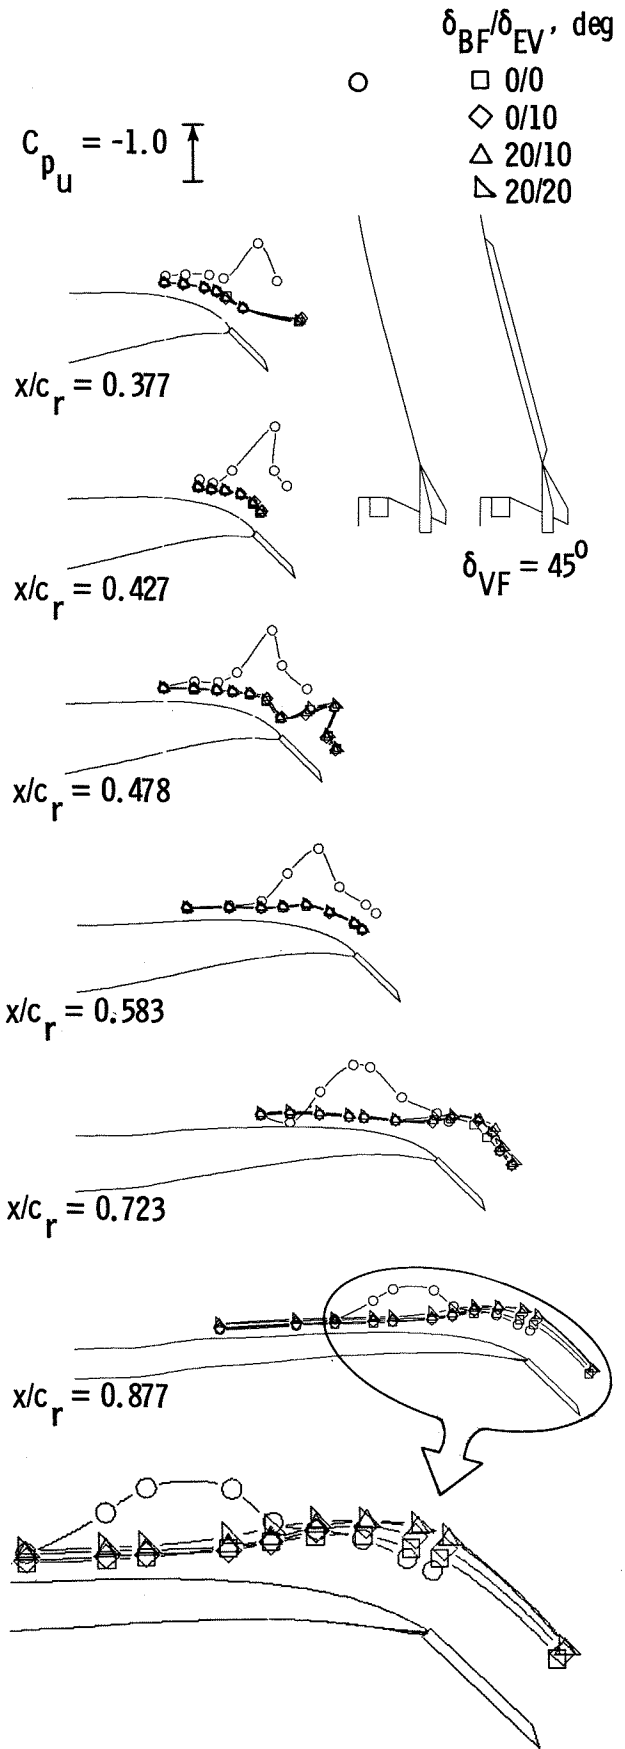 δBF/δEV, deg
0/0
0/10
20/10
20/20
Cpu = -1.0
x/cr = 0.377
x/cr = 0.427
δVF = 45⁰
x/cr = 0.478
x/cr = 0.583
x/cr = 0.723
x/cr = 0.877